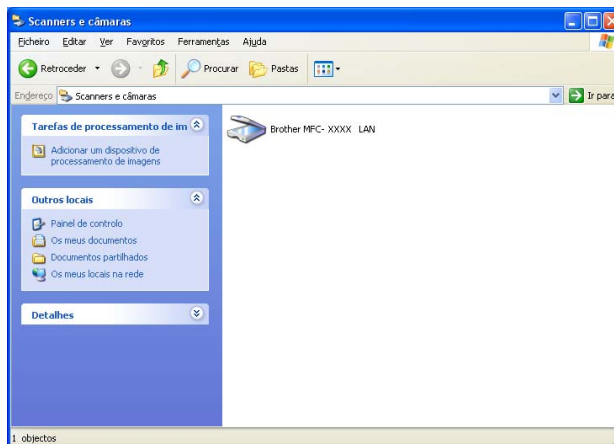 Scanners e câmaras
Ficheiro Editar Ver Favoritos Ferramentas Ajuda
Retroceder Procurar Pastas
Endereço Scanners e câmaras Ir para
Tarefas de processamento de im
Adicionar um dispositivo de
processamento de imagens
Outros locais
Painel de controlo
Os meus documentos
Documentos partilhados
Os meus locais na rede
Detalhes
Brother MFC- XXXX LAN
1 objectos